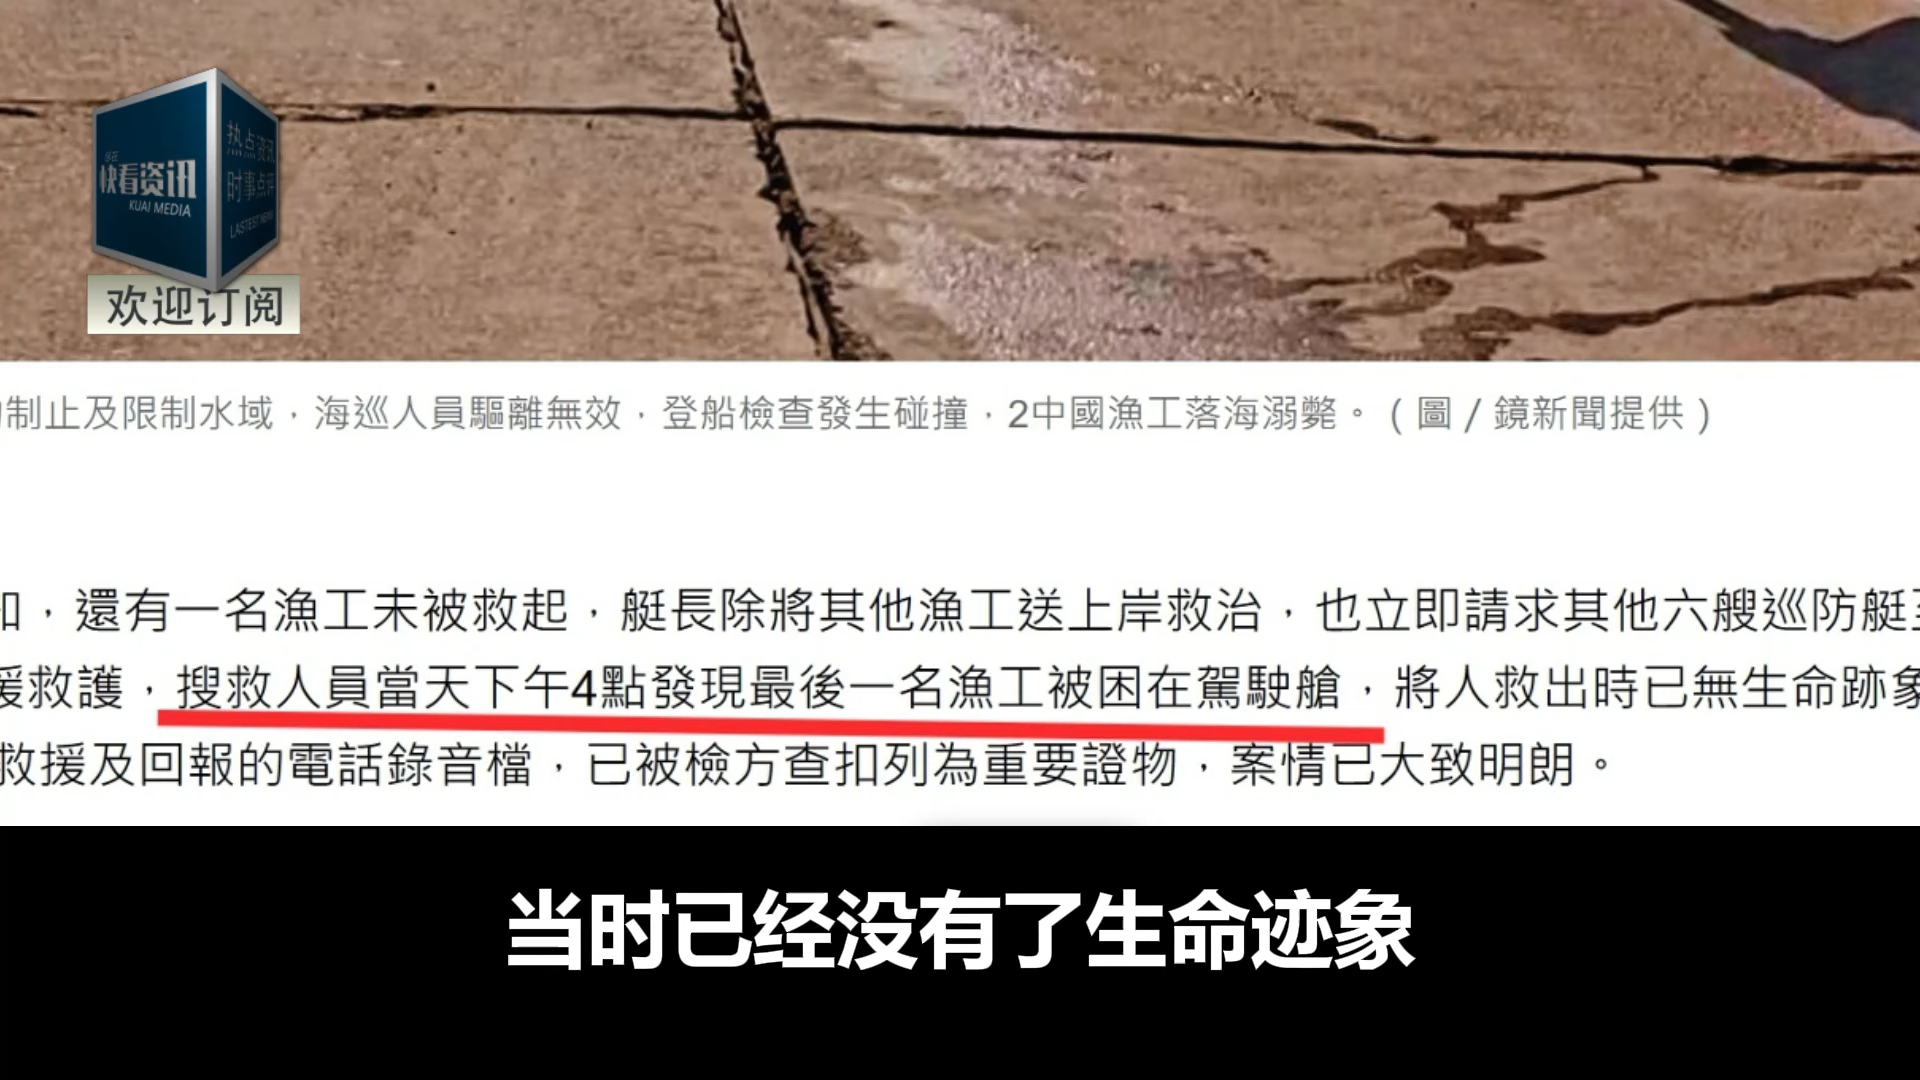 你在
快看资讯
KUAI MEDIA
热点资讯
时事点评
LASTEST NEWS
欢迎订阅
制止及限制水域，海巡人員驅離無效，登船檢查發生碰撞，2中國漁工落海溺斃。（圖／鏡新聞提供）
，還有一名漁工未被救起，艇長除將其他漁工送上岸救治，也立即請求其他六艘巡防艇
援救護，搜救人員當天下午4點發現最後一名漁工被困在駕駛艙，將人救出時已無生命跡象
救援及回報的電話錄音檔，已被檢方查扣列為重要證物，案情已大致明朗。
当时已经没有了生命迹象